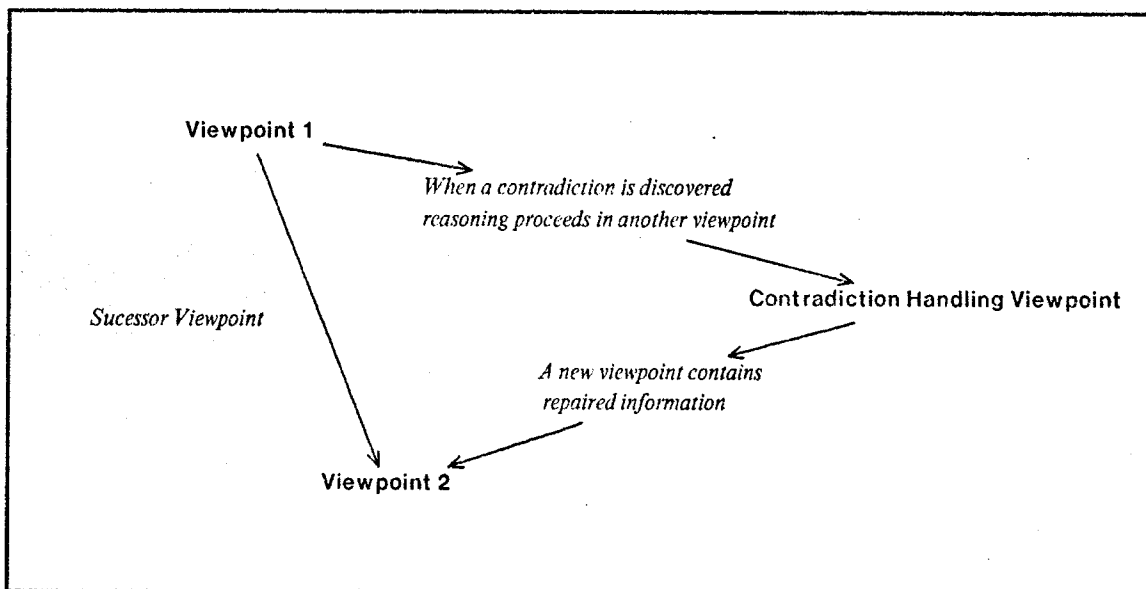 Viewpoint 1
When a contradiction is discovered
reasoning proceeds in another viewpoint
Contradiction Handling Viewpoint
Sucessor Viewpoint
A new viewpoint contains
repaired information
Viewpoint 2